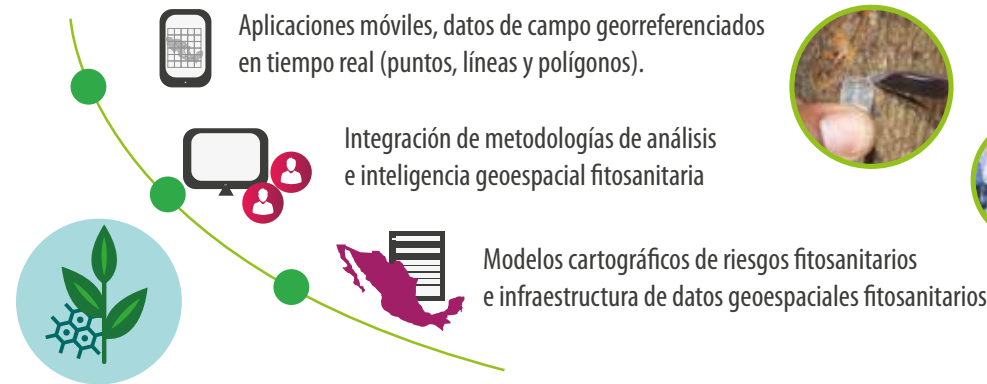 Aplicaciones móviles, datos de campo georreferenciados
en tiempo real (puntos, líneas y polígonos).
Integración de metodologías de análisis
e inteligencia geoespacial fitosanitaria
Modelos cartográficos de riesgos fitosanitarios
e infraestructura de datos geoespaciales fitosanitarios